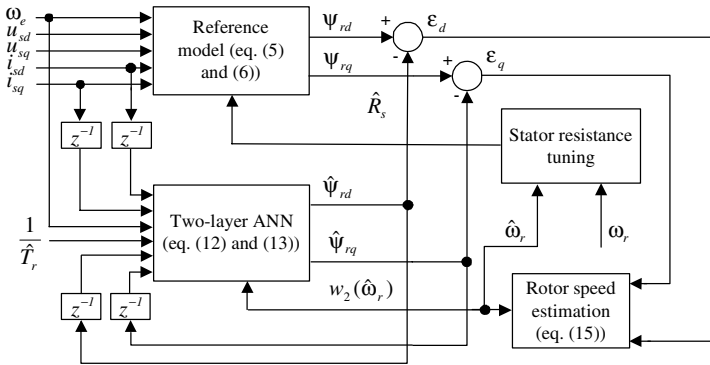 ω_e
u_sd
u_sq
i_sd
i_sq
Reference
model (eq. (5)
and (6))
ψ_rd
ψ_rq
+
-
ε_d
+
-
ε_q
R̂_s
z⁻¹
z⁻¹
Stator resistance
tuning
1
T̂_r
Two-layer ANN
(eq. (12) and (13))
ψ̂_rd
ψ̂_rq
ω̂_r
ω_r
w_2(ω̂_r)
z⁻¹
z⁻¹
Rotor speed
estimation
(eq. (15))